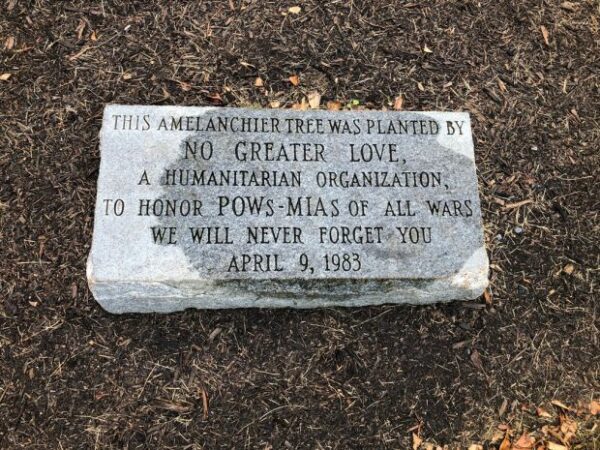 THIS AMELANCHIER TREE WAS PLANTED BY
NO GREATER LOVE,
A HUMANITARIAN ORGANIZATION,
TO HONOR POWS-MIAS OF ALL WARS
WE WILL NEVER FORGET YOU
APRIL 9, 1983